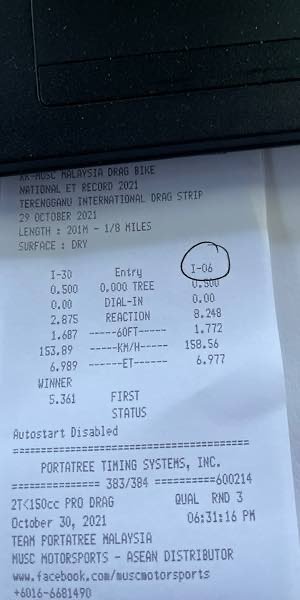 KK-MUSC MALAYSIA DRAG BIKE
NATIONAL ET RECORD 2021
TERENGGANU INTERNATIONAL DRAG STRIP
29 OCTOBER 2021
LENGTH : 201M - 1/8 MILES
SURFACE : DRY
I-30 Entry I-06
0.500 0.000 TREE 0.500
0.00 DIAL-IN 0.00
2.875 REACTION 8.248
1.687 -----60FT----- 1.772
153.89 -----KM/H----- 158.56
6.989 ------ET----- 6.977
WINNER
5.361 FIRST
STATUS
Autostart Disabled
========================================
PORTATREE TIMING SYSTEMS, INC.
=============== 383/384 ==========600214
2T<150cc PRO DRAG QUAL RND 3
October 30, 2021 06:31:16 PM
TEAM PORTATREE MALAYSIA
MUSC MOTORSPORTS - ASEAN DISTRIBUTOR
www.facebook.com/muscmotorsports
+6016-6681490